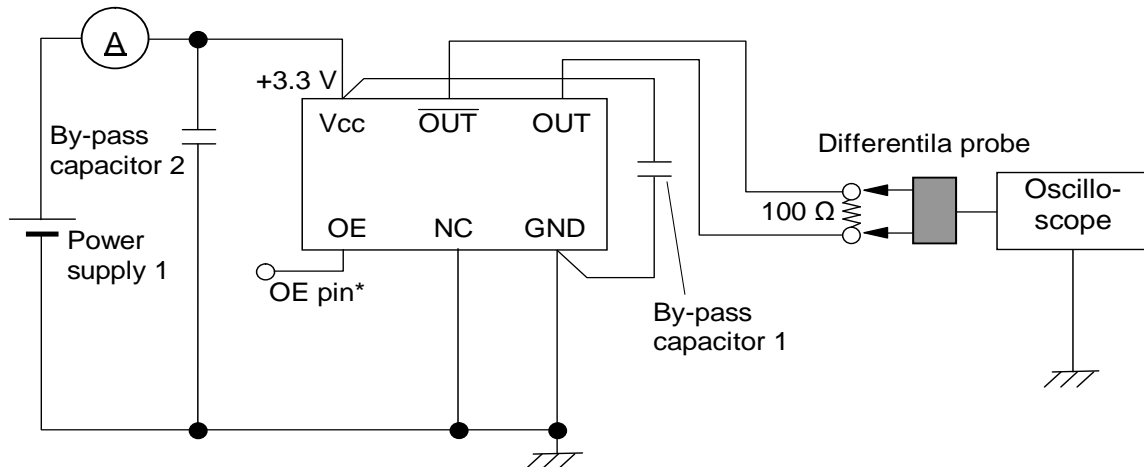 A
+3.3 V
Vcc
OUT
OUT
By-pass
capacitor 2
Differentila probe
Oscillo-
scope
100 Ω
OE
NC
GND
Power
supply 1
OE pin*
By-pass
capacitor 1